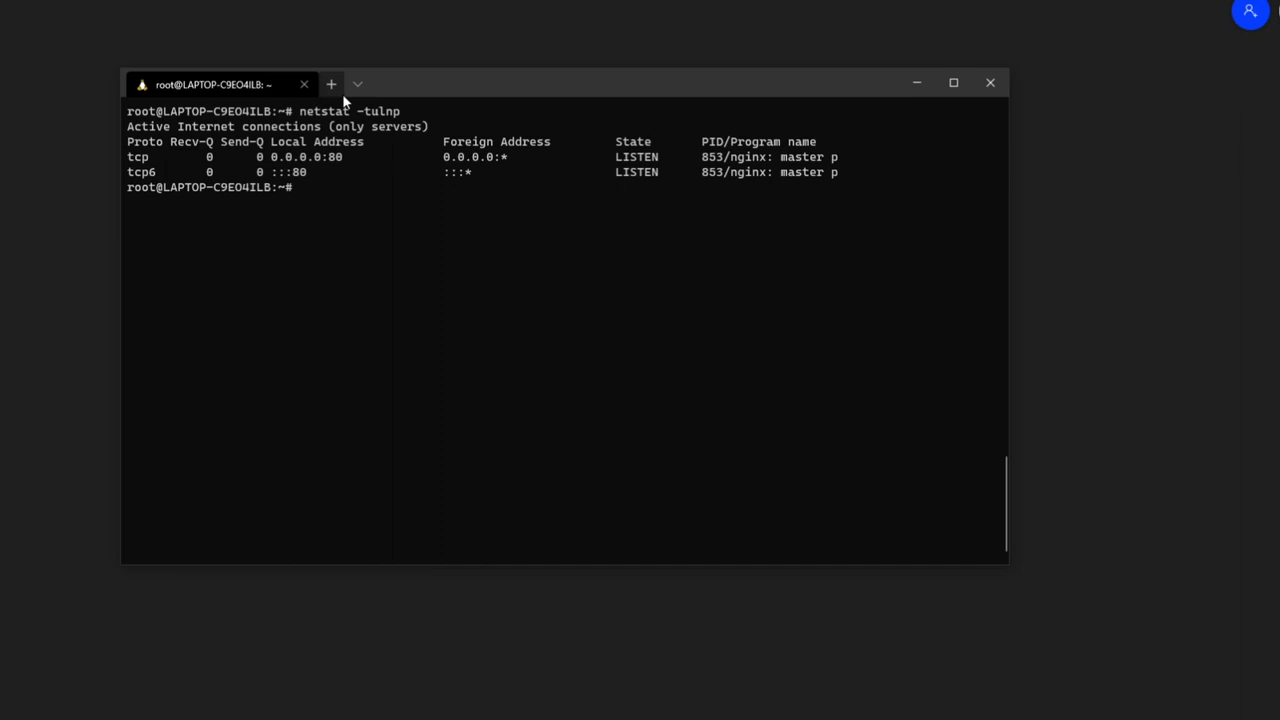 root@LAPTOP-C9EO4ILB: ~
root@LAPTOP-C9EO4ILB:~# netstat -tulnp
Active Internet connections (only servers)
Proto Recv-Q Send-Q Local Address           Foreign Address         State       PID/Program name
tcp        0      0 0.0.0.0:80              0.0.0.0:*               LISTEN      853/nginx: master p
tcp6       0      0 :::80                   :::*                    LISTEN      853/nginx: master p
root@LAPTOP-C9EO4ILB:~#